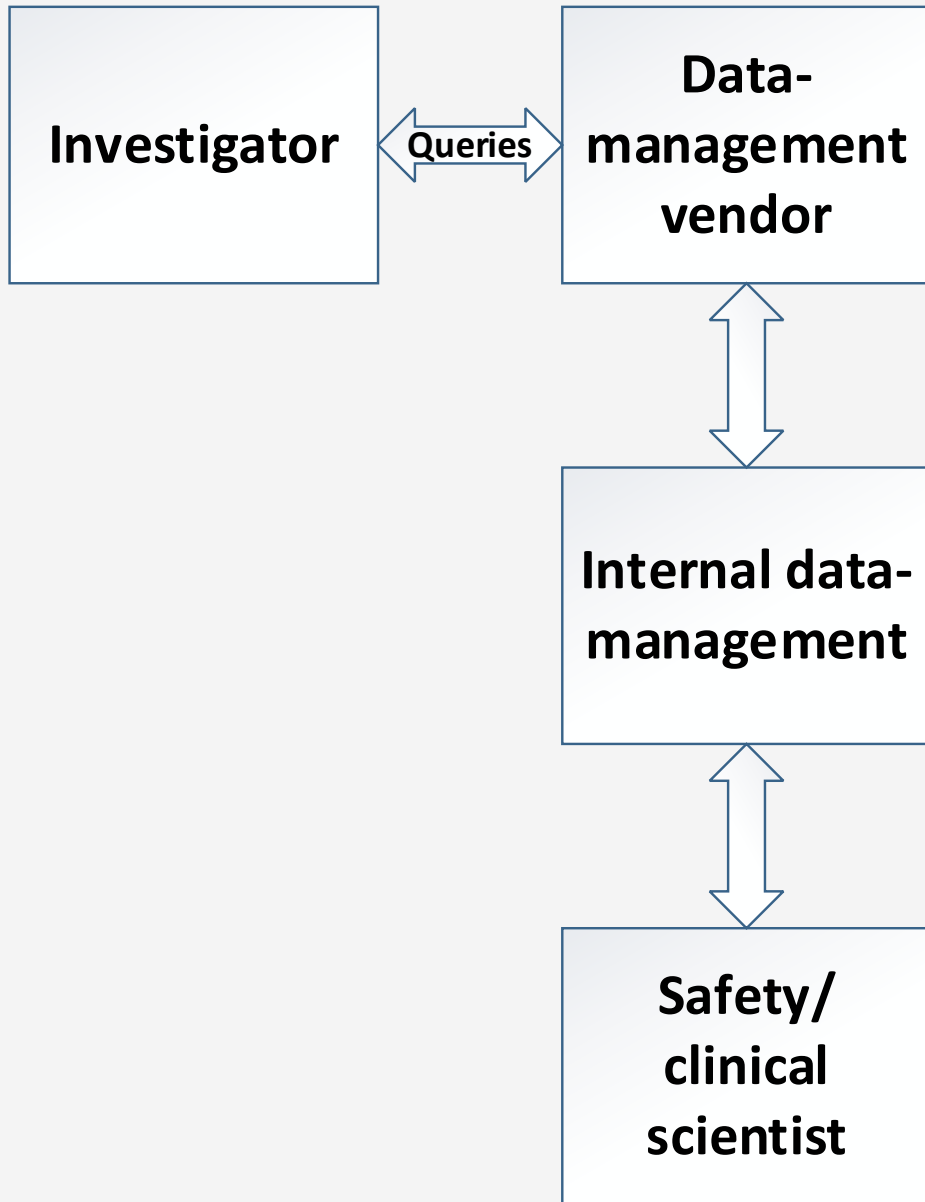 Investigator
Queries
Data-
management
vendor
Internal data-
management
Safety/
clinical
scientist